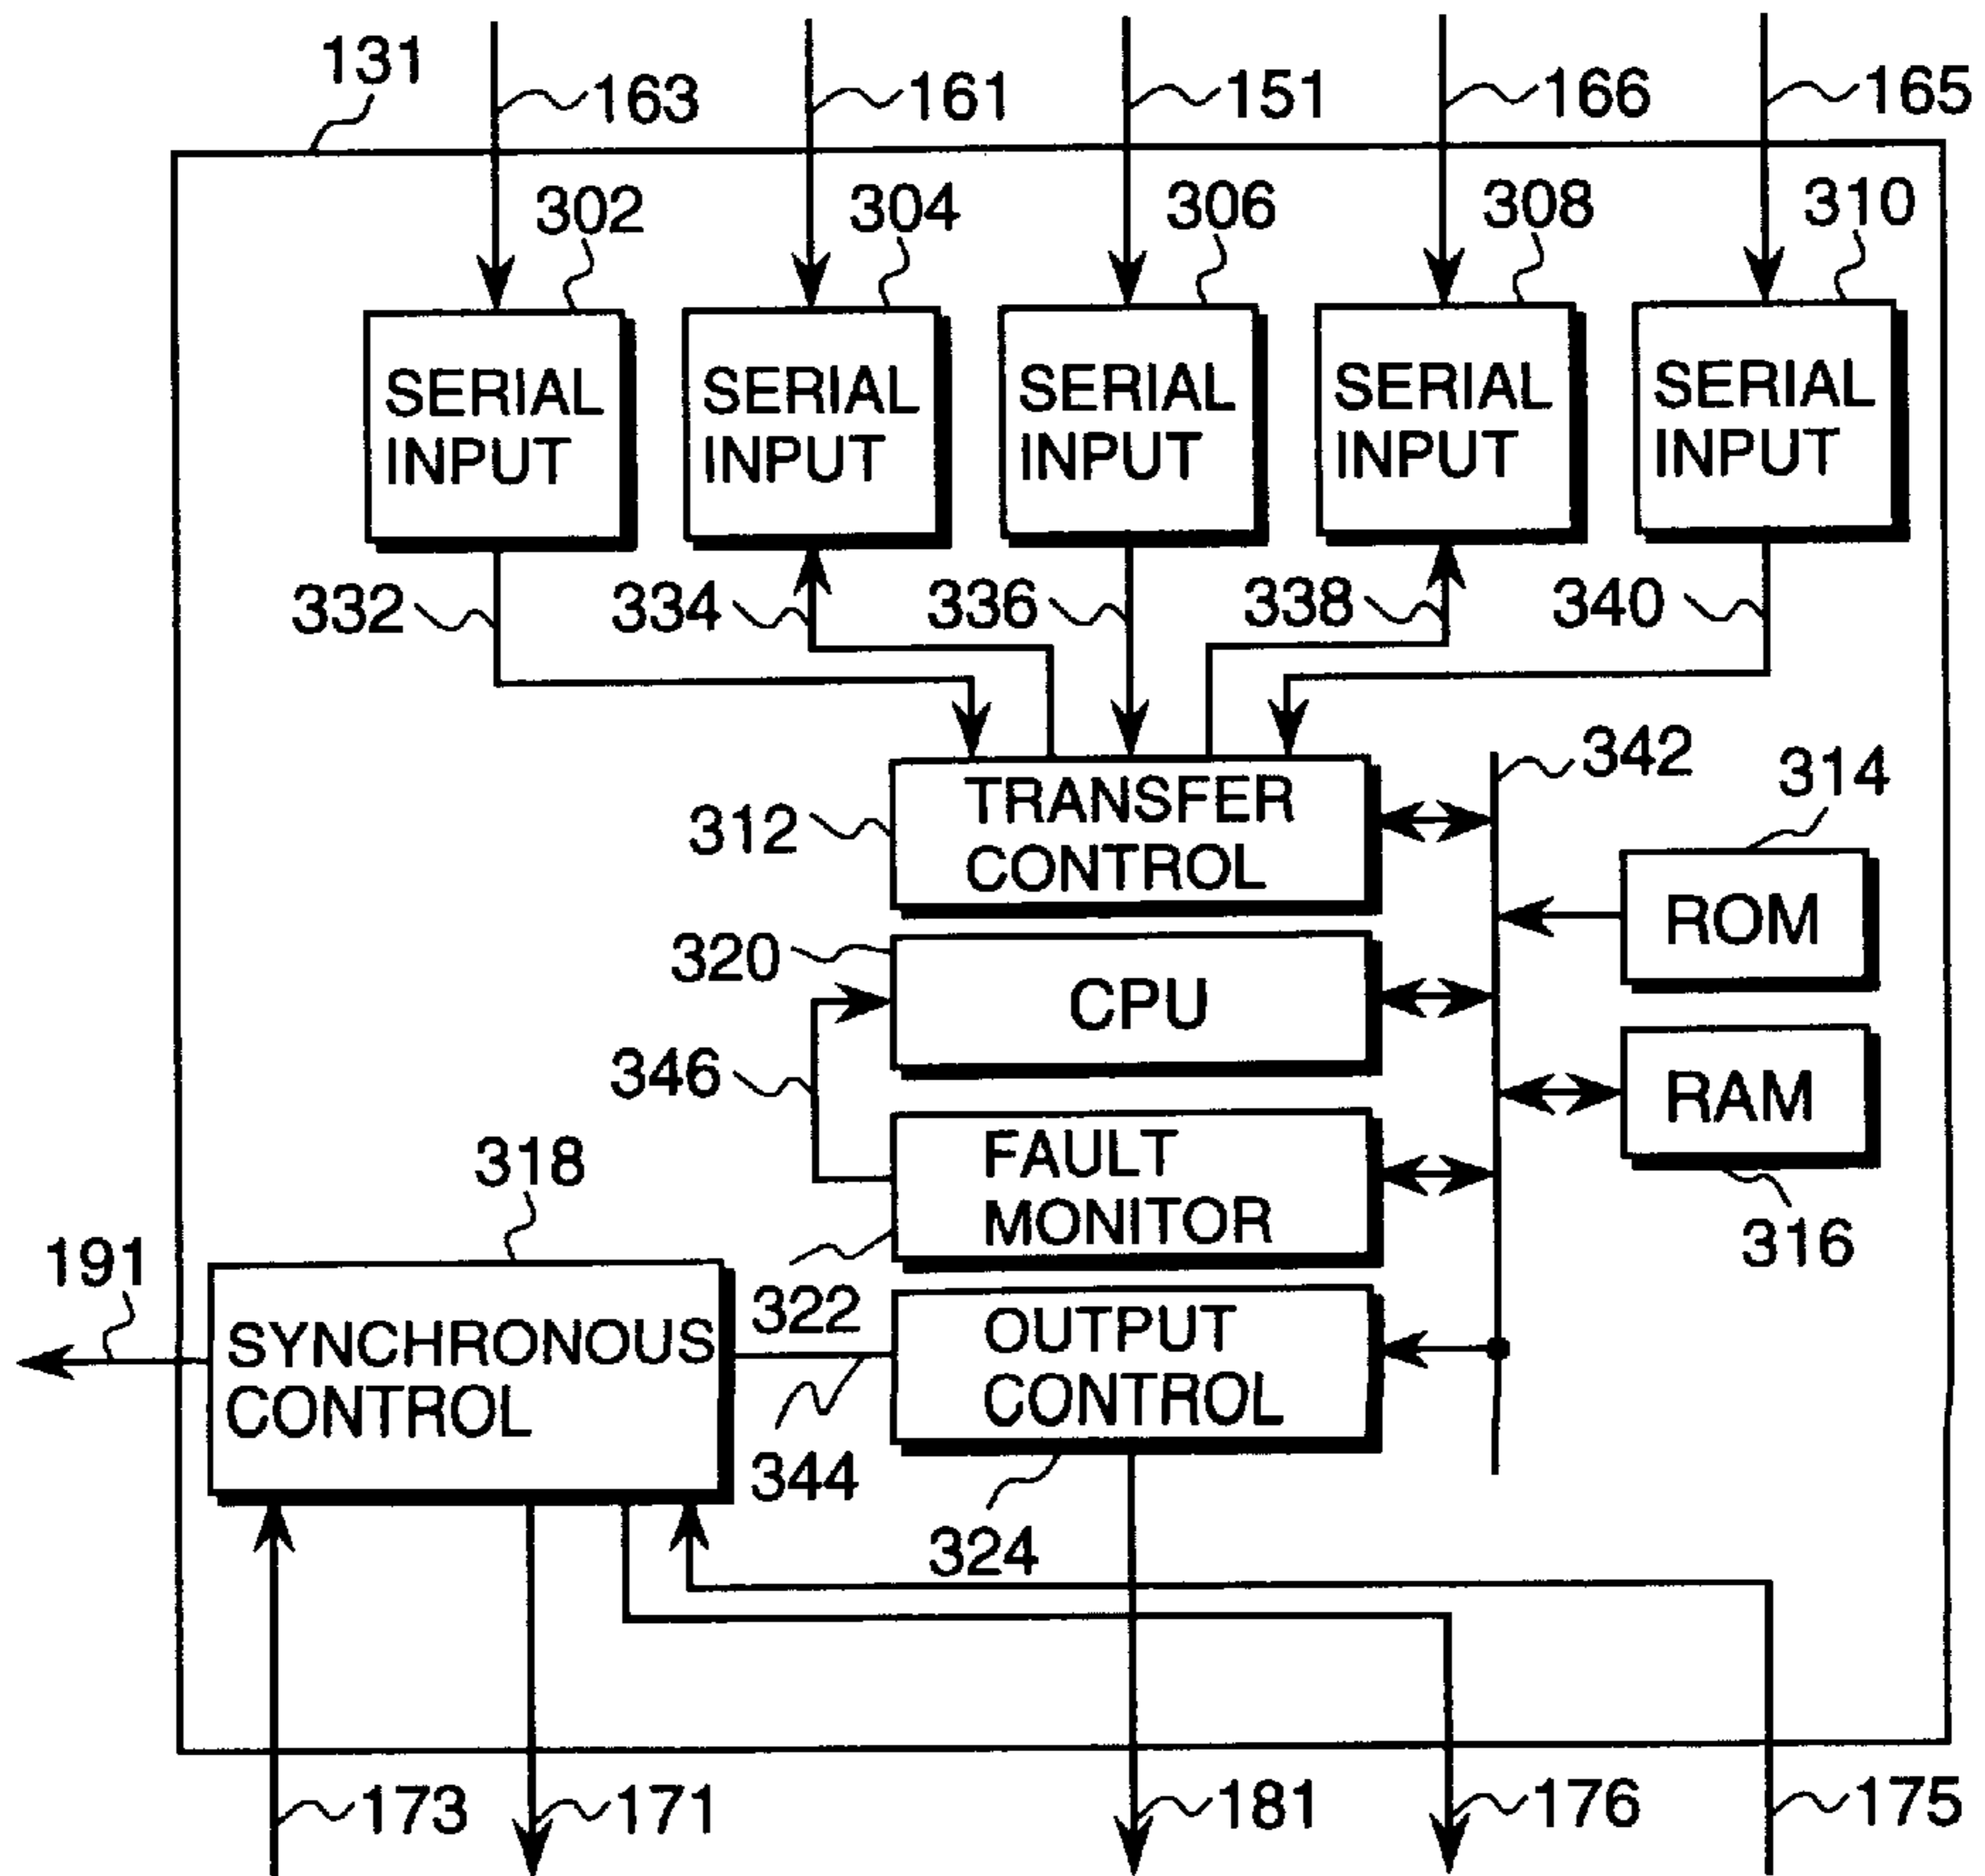 131
163
161
151
166
165
302
304
306
308
310
SERIAL
INPUT
SERIAL
INPUT
SERIAL
INPUT
SERIAL
INPUT
SERIAL
INPUT
332
334
336
338
340
342
314
312
TRANSFER
CONTROL
ROM
320
CPU
346
RAM
318
FAULT
MONITOR
316
191
322
SYNCHRONOUS
CONTROL
OUTPUT
CONTROL
344
324
173
171
181
176
175